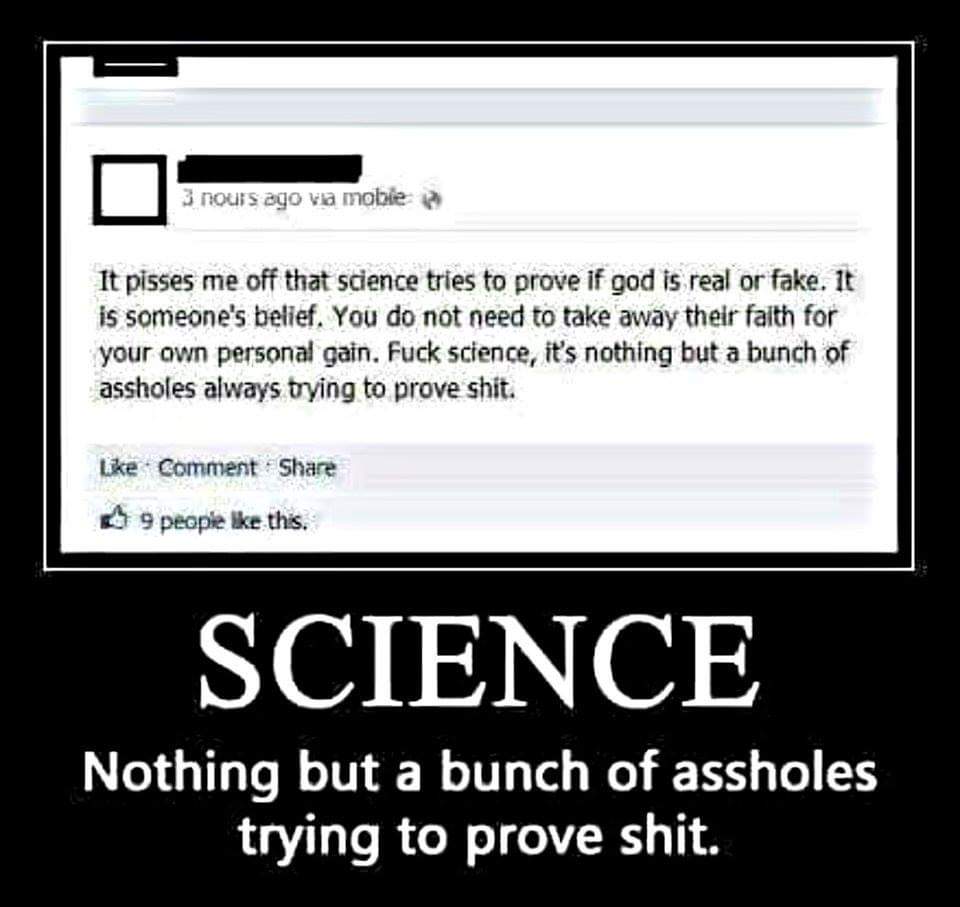 3 hours ago via mobile
It pisses me off that science tries to prove if god is real or fake. It
is someone's belief. You do not need to take away their faith for
your own personal gain. Fuck science, it's nothing but a bunch of
assholes always trying to prove shit.
Like · Comment · Share
9 people like this.
SCIENCE
Nothing but a bunch of assholes
trying to prove shit.